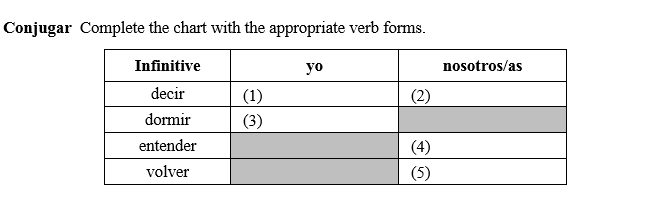 Conjugar Complete the chart with the appropriate verb forms.
Infinitive yo nosotros/as
decir (1) (2)
dormir (3)
entender (4)
volver (5)